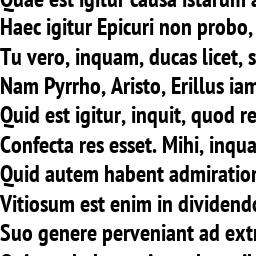 Quae est igitur causa istarum a
Haec igitur Epicuri non probo,
Tu vero, inquam, ducas licet, s
Nam Pyrrho, Aristo, Erillus iam
Quid est igitur, inquit, quod re
Confecta res esset. Mihi, inqua
Quid autem habent admiration
Vitiosum est enim in dividendo
Suo genere perveniant ad extr